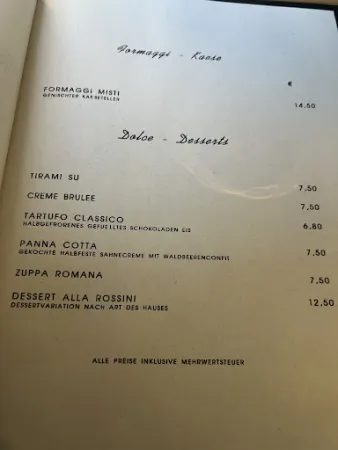 Formaggi - Kaese
€
FORMAGGI MISTI 14.50
GEMISCHTER KAESETELLER
Dolce - Desserts
TIRAMI SU 7,50
CREME BRULEE 7,50
TARTUFO CLASSICO 6,80
HALBGEFRORENES GEFUELLTES SCHOKOLADEN EIS
PANNA COTTA 7,50
GEKOCHTE HALBFESTE SAHNECREME MIT WALDBEERENCONFIT
ZUPPA ROMANA 7,50
DESSERT ALLA ROSSINI 12,50
DESSERTVARIATION NACH ART DES HAUSES
ALLE PREISE INKLUSIVE MEHRWERTSTEUER